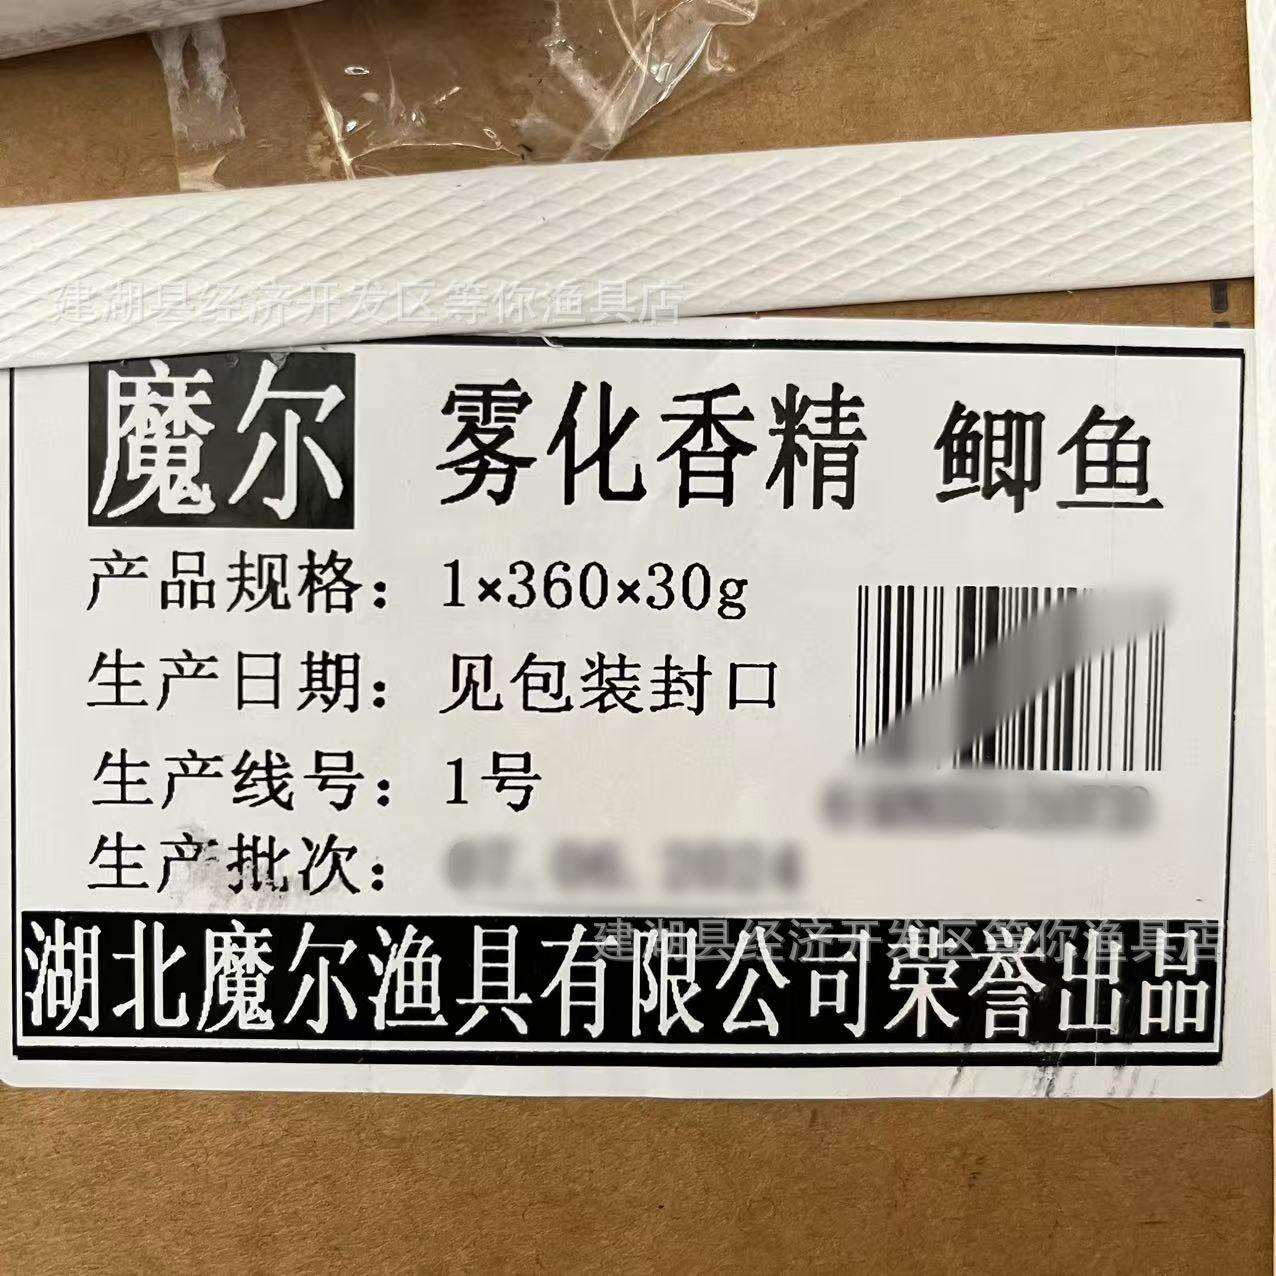 建湖县经济开发区等你渔具店
魔尔 雾化香精 鲫鱼
产品规格：1×360×30g
生产日期：见包装封口
生产线号：1号
生产批次：
建湖县经济开发区等你渔具店
湖北魔尔渔具有限公司荣誉出品